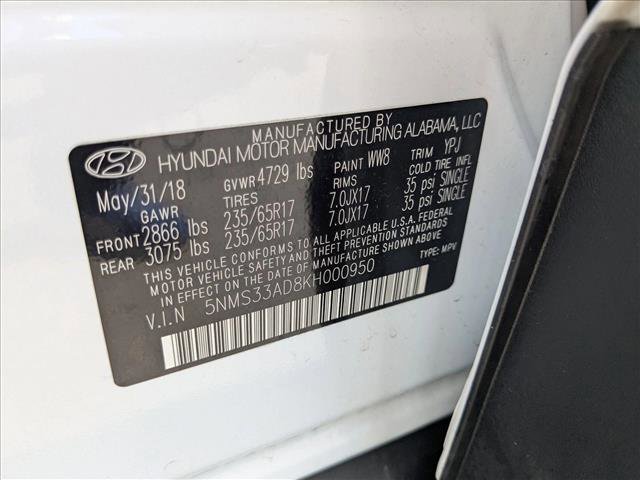 MANUFACTURED BY
HYUNDAI MOTOR MANUFACTURING ALABAMA, LLC
May/31/18 GVWR 4729 lbs PAINT WW8 TRIM YPJ
GAWR TIRES RIMS COLD TIRE INFL
FRONT 2866 lbs 235/65R17 7.0JX17 35 psi SINGLE
REAR 3075 lbs 235/65R17 7.0JX17 35 psi SINGLE
THIS VEHICLE CONFORMS TO ALL APPLICABLE U.S.A. FEDERAL
MOTOR VEHICLE SAFETY AND THEFT PREVENTION STANDARDS IN
EFFECT ON THE DATE OF MANUFACTURE SHOWN ABOVE.
V.I.N 5NMS33AD8KH000950 TYPE: MPV